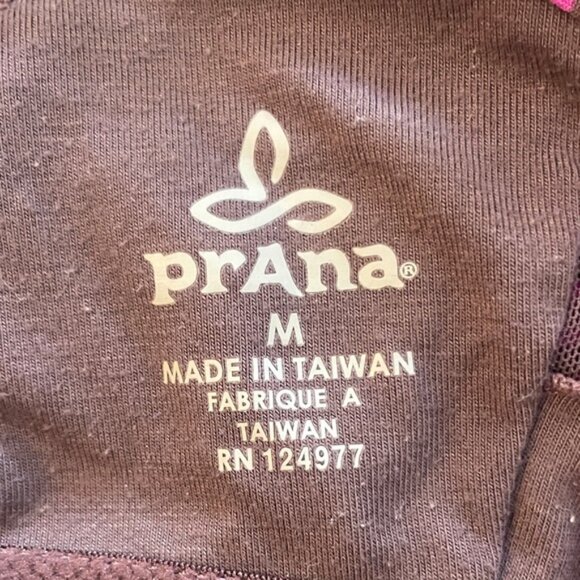 prAna®
M
MADE IN TAIWAN
FABRIQUE A
TAIWAN
RN 124977